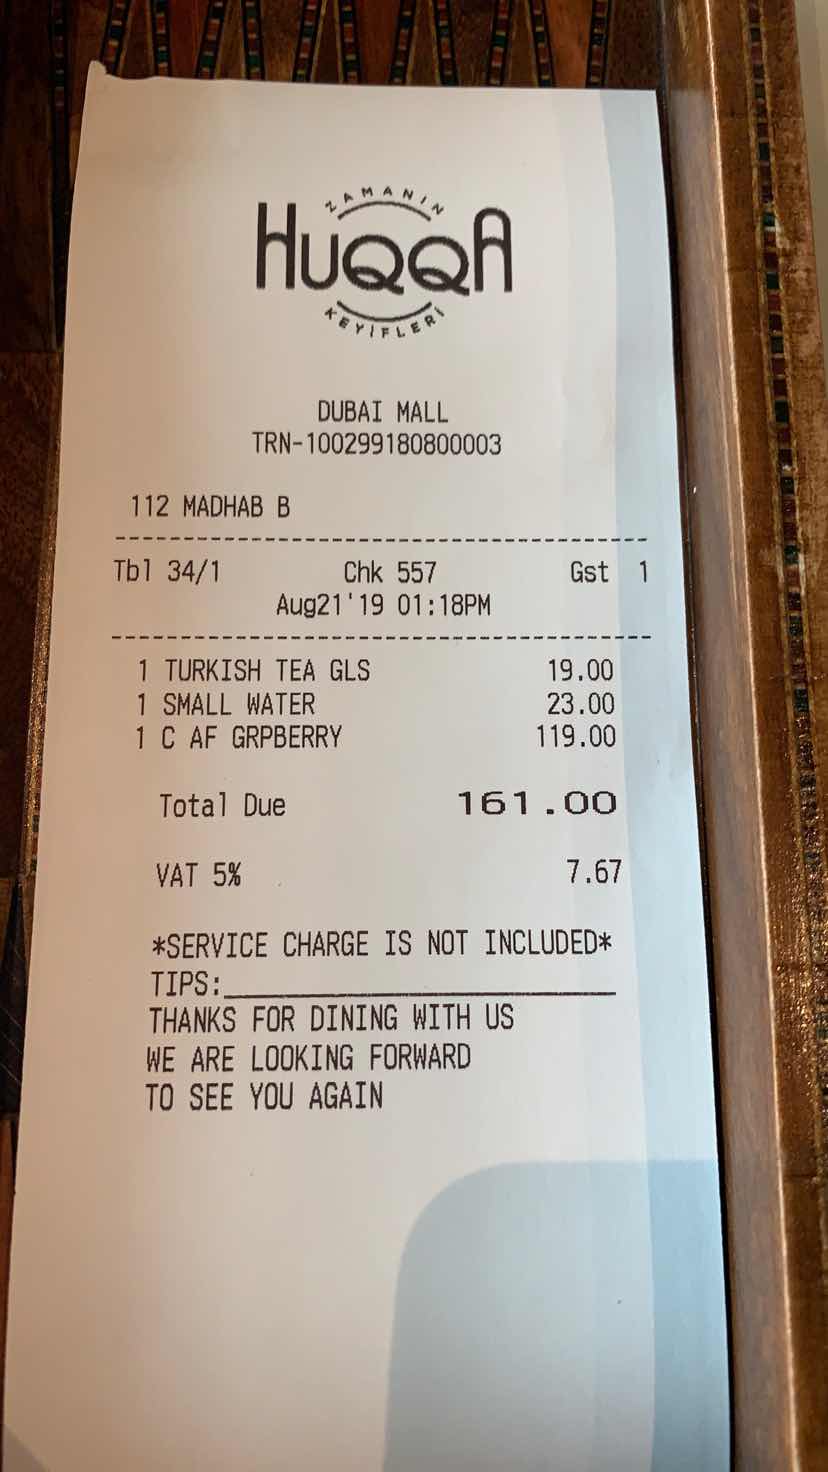 ZAMANIN
HUQQA
KEYİFLERİ
DUBAI MALL
TRN-100299180800003
112 MADHAB B
Tbl 34/1 Chk 557 Gst 1
Aug21'19 01:18PM
1 TURKISH TEA GLS 19.00
1 SMALL WATER 23.00
1 C AF GRPBERRY 119.00
Total Due 161.00
VAT 5% 7.67
*SERVICE CHARGE IS NOT INCLUDED*
TIPS:
THANKS FOR DINING WITH US
WE ARE LOOKING FORWARD
TO SEE YOU AGAIN